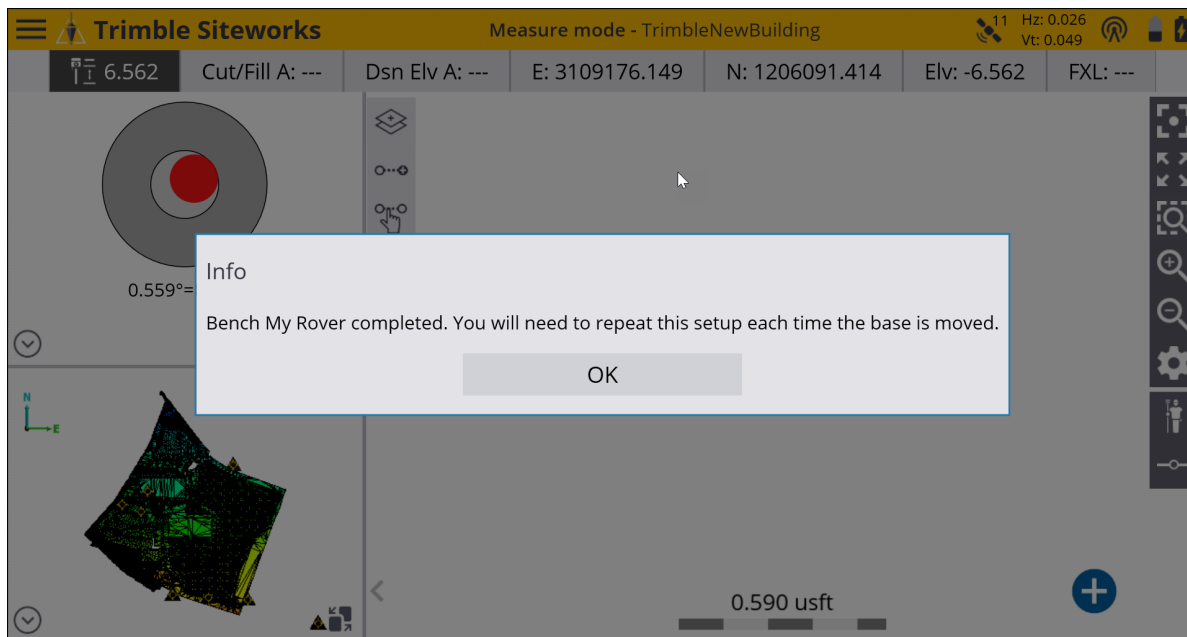 Trimble Siteworks
Measure mode - TrimbleNewBuilding
11
Hz: 0.026
Vt: 0.049
6.562
Cut/Fill A: ---
Dsn Elv A: ---
E: 3109176.149
N: 1206091.414
Elv: -6.562
FXL: ---
0.559°=
Info
Bench My Rover completed. You will need to repeat this setup each time the base is moved.
OK
N
E
0.590 usft